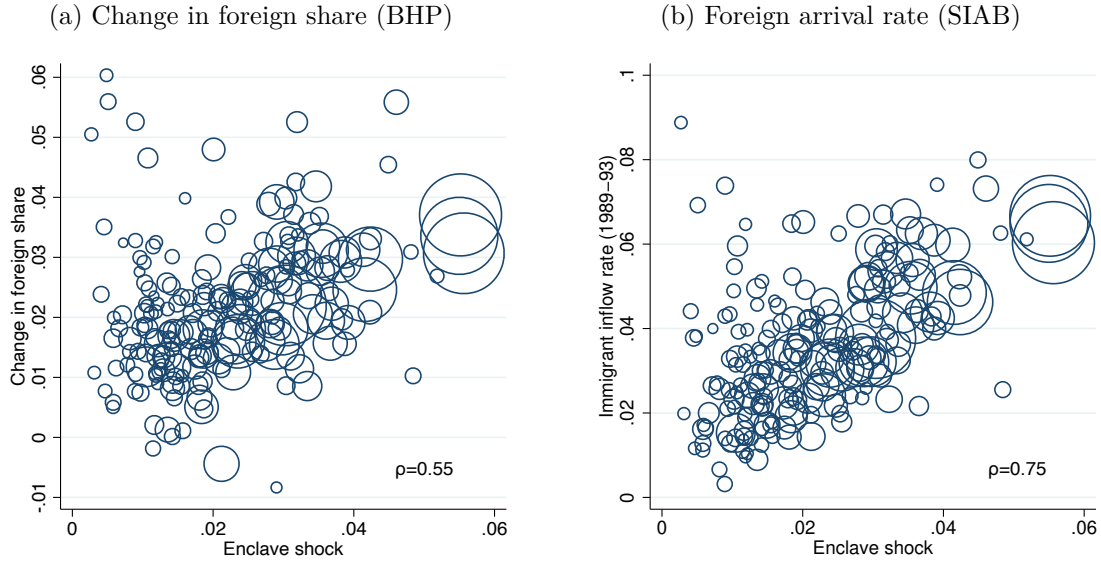 (a) Change in foreign share (BHP)
Change in foreign share
.06
.05
.04
.03
.02
.01
0
-.01
ρ=0.55
0
.02
.04
.06
Enclave shock
(b) Foreign arrival rate (SIAB)
Immigrant inflow rate (1989−93)
.1
.08
.06
.04
.02
0
ρ=0.75
0
.02
.04
.06
Enclave shock